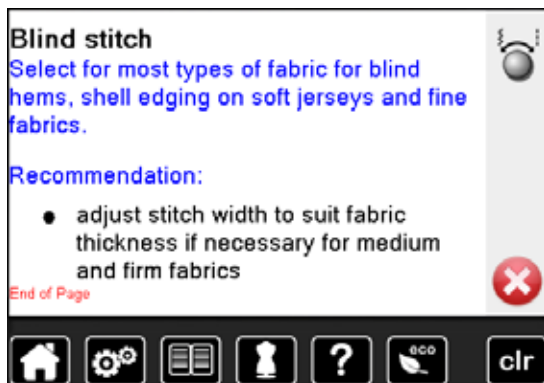 Blind stitch
Select for most types of fabric for blind
hems, shell edging on soft jerseys and fine
fabrics.
Recommendation:
● adjust stitch width to suit fabric
thickness if necessary for medium
and firm fabrics
End of Page
?
eco
clr